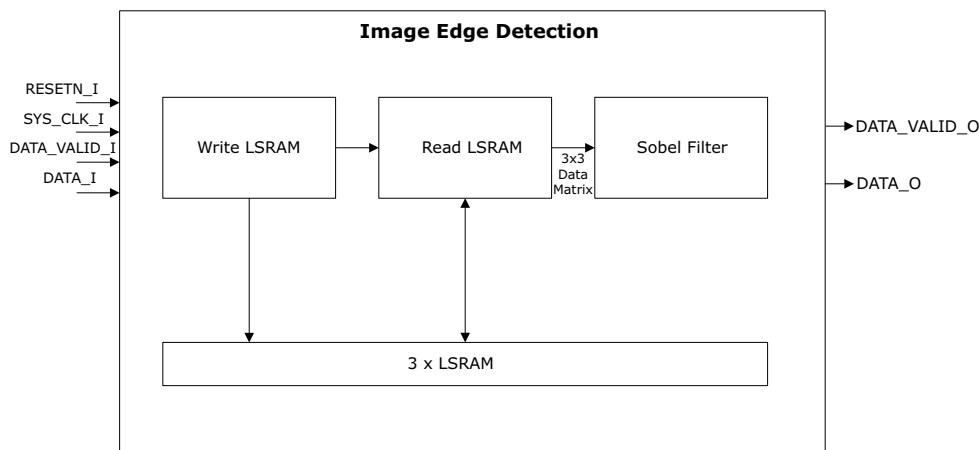 Image Edge Detection
RESETN_I
SYS_CLK_I
DATA_VALID_I
DATA_I
Write LSRAM
Read LSRAM
3x3
Data
Matrix
Sobel Filter
DATA_VALID_O
DATA_O
3 x LSRAM